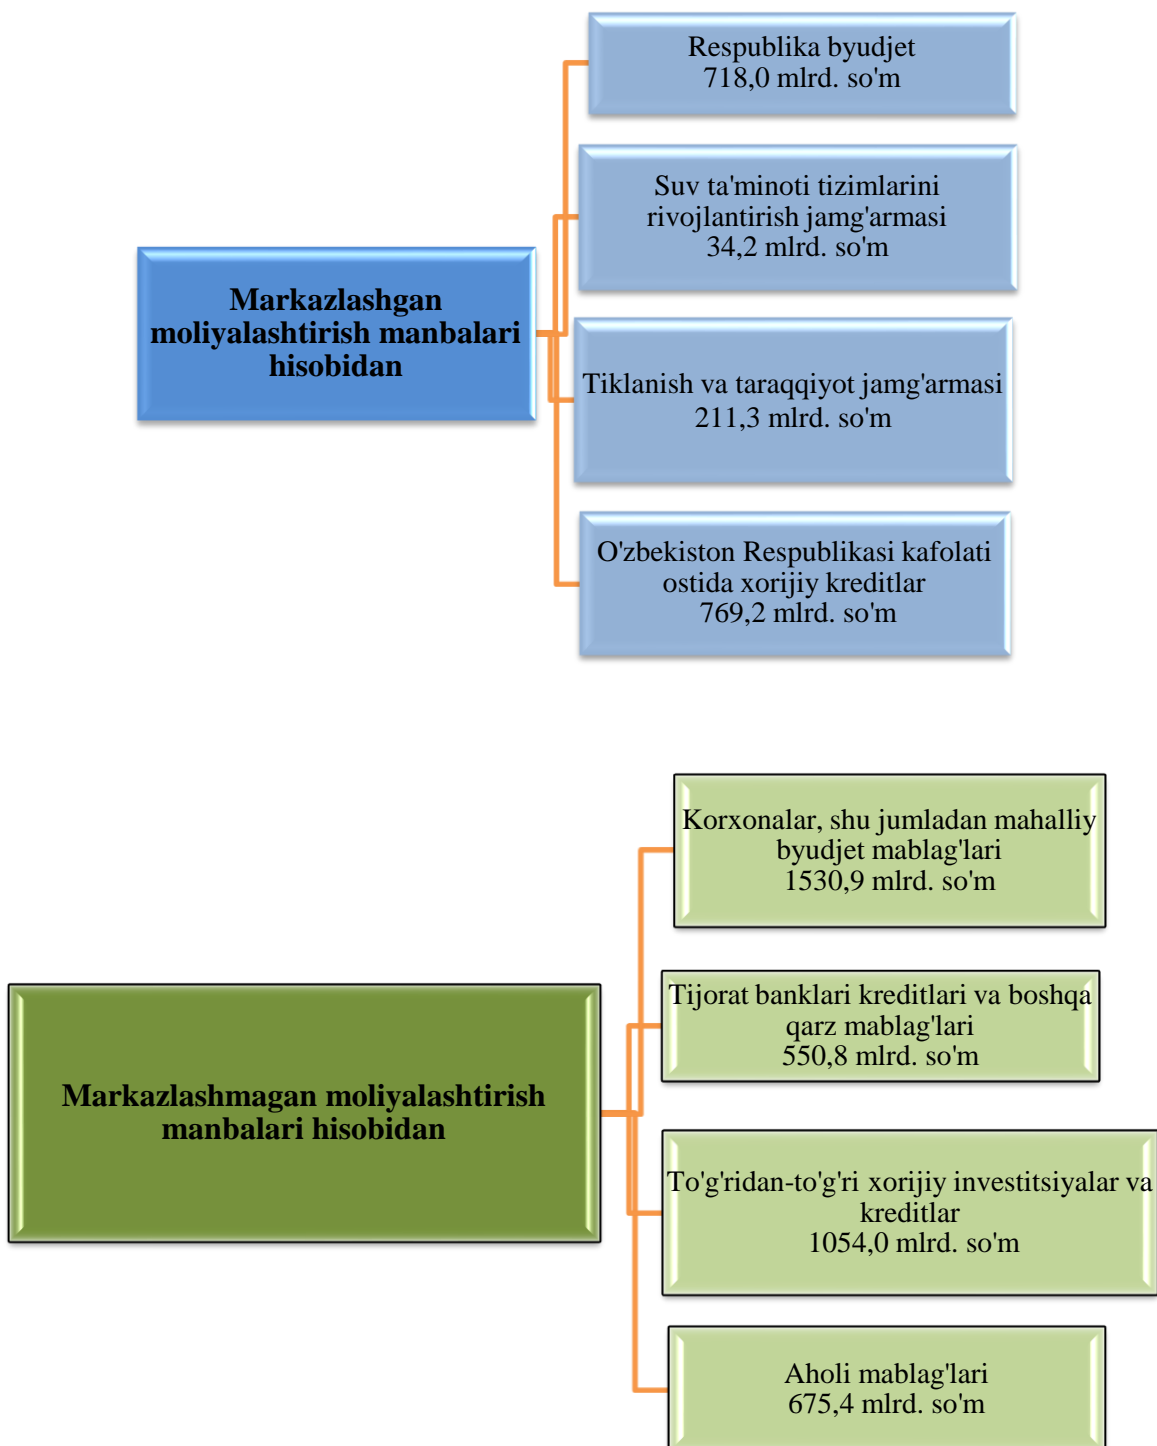 Respublika byudjet
718,0 mlrd. so'm
Suv ta'minoti tizimlarini
rivojlantirish jamg'armasi
34,2 mlrd. so'm
Markazlashgan
moliyalashtirish manbalari
hisobidan
Tiklanish va taraqqiyot jamg'armasi
211,3 mlrd. so'm
O'zbekiston Respublikasi kafolati
ostida xorijiy kreditlar
769,2 mlrd. so'm
Korxonalar, shu jumladan mahalliy
byudjet mablag'lari
1530,9 mlrd. so'm
Tijorat banklari kreditlari va boshqa
qarz mablag'lari
550,8 mlrd. so'm
Markazlashmagan moliyalashtirish
manbalari hisobidan
To'g'ridan-to'g'ri xorijiy investitsiyalar va
kreditlar
1054,0 mlrd. so'm
Aholi mablag'lari
675,4 mlrd. so'm